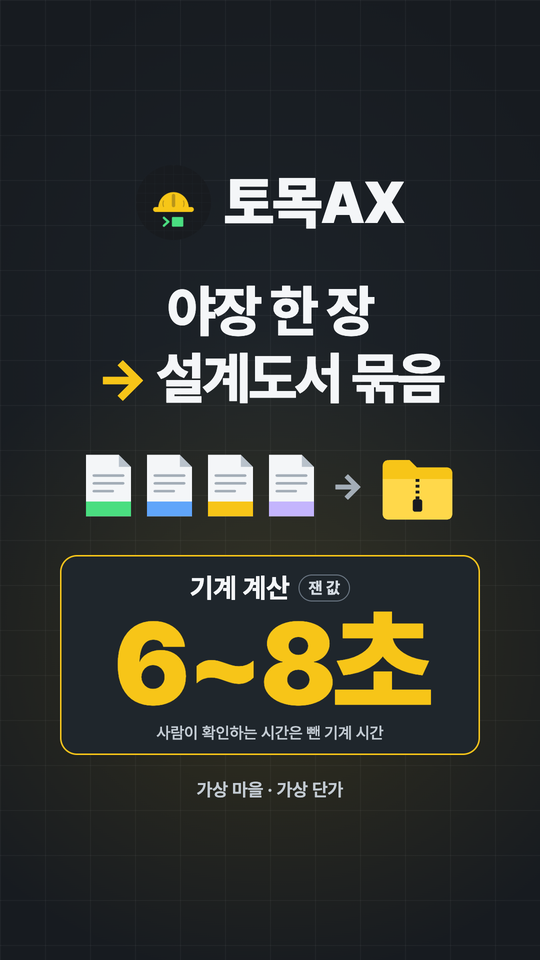 토목AX
야장 한 장
→ 설계도서 묶음
기계 계산 잰 값
6~8초
사람이 확인하는 시간은 뺀 기계 시간
가상 마을 · 가상 단가